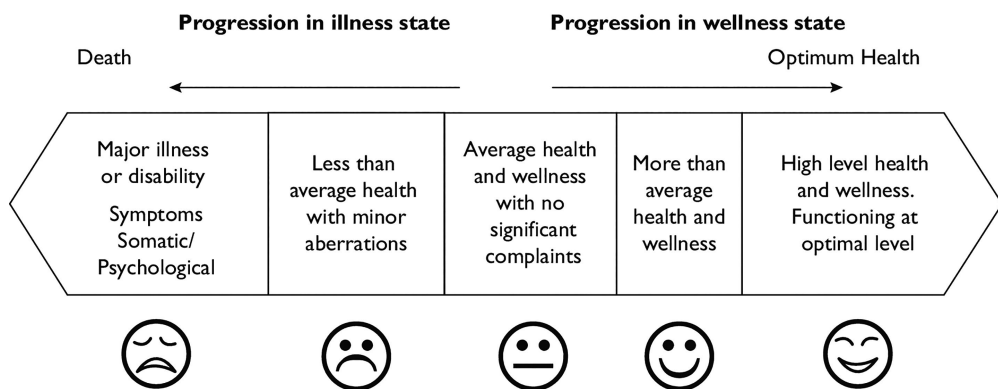 Progression in illness state
Progression in wellness state
Death
Optimum Health
Major illness
or disability
Symptoms
Somatic/
Psychological
Less than
average health
with minor
aberrations
Average health
and wellness
with no
significant
complaints
More than
average
health and
wellness
High level health
and wellness.
Functioning at
optimal level